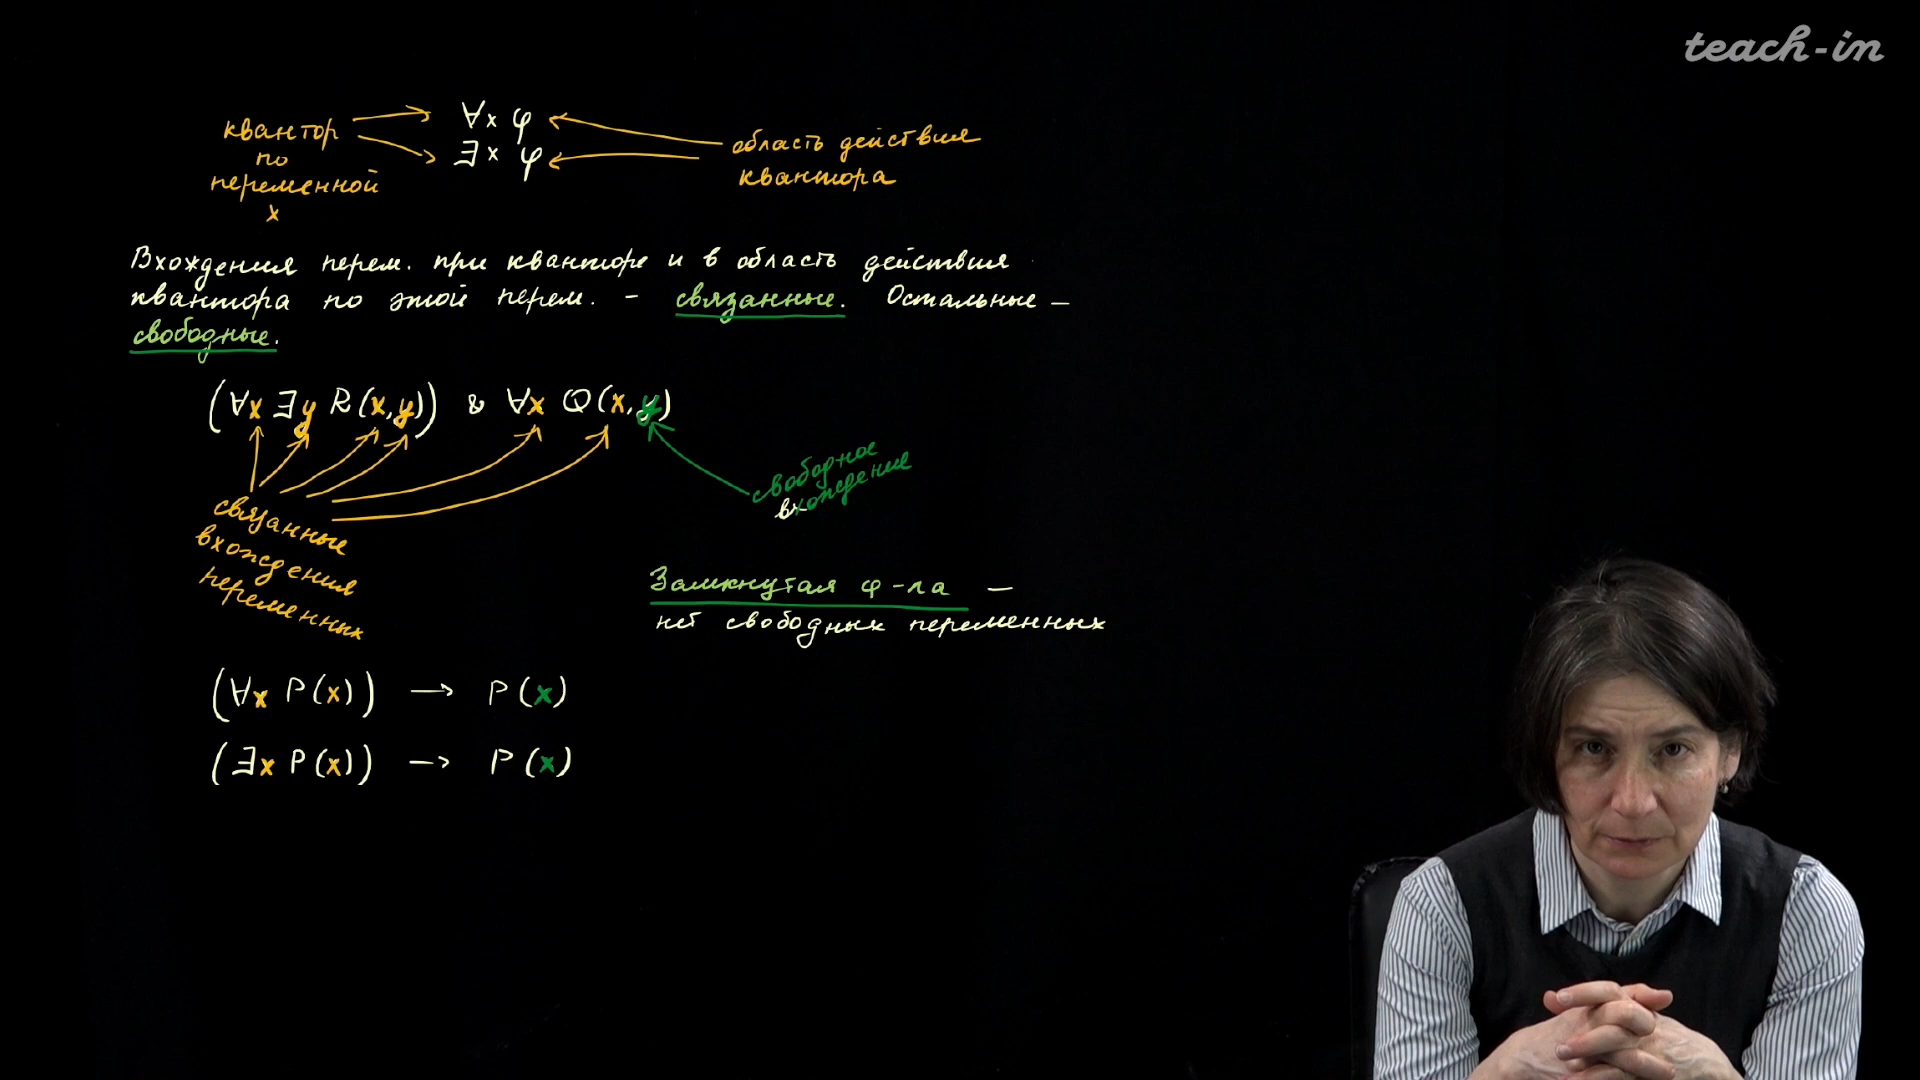 teach-in
∀x φ
∃x φ
квантор
по
переменной
x
область действия
квантора
Вхождения перем. при кванторе и в область действия
квантора по этой перем. - связанные. Остальные —
свободные.
(∀x ∃y R(x,y)) & ∀x Q(x,y)
связанные
вхождения
переменных
свободное
вхождение
Замкнутая ф-ла —
нет свободных переменных
(∀x P(x)) → P(x)
(∃x P(x)) → P(x)